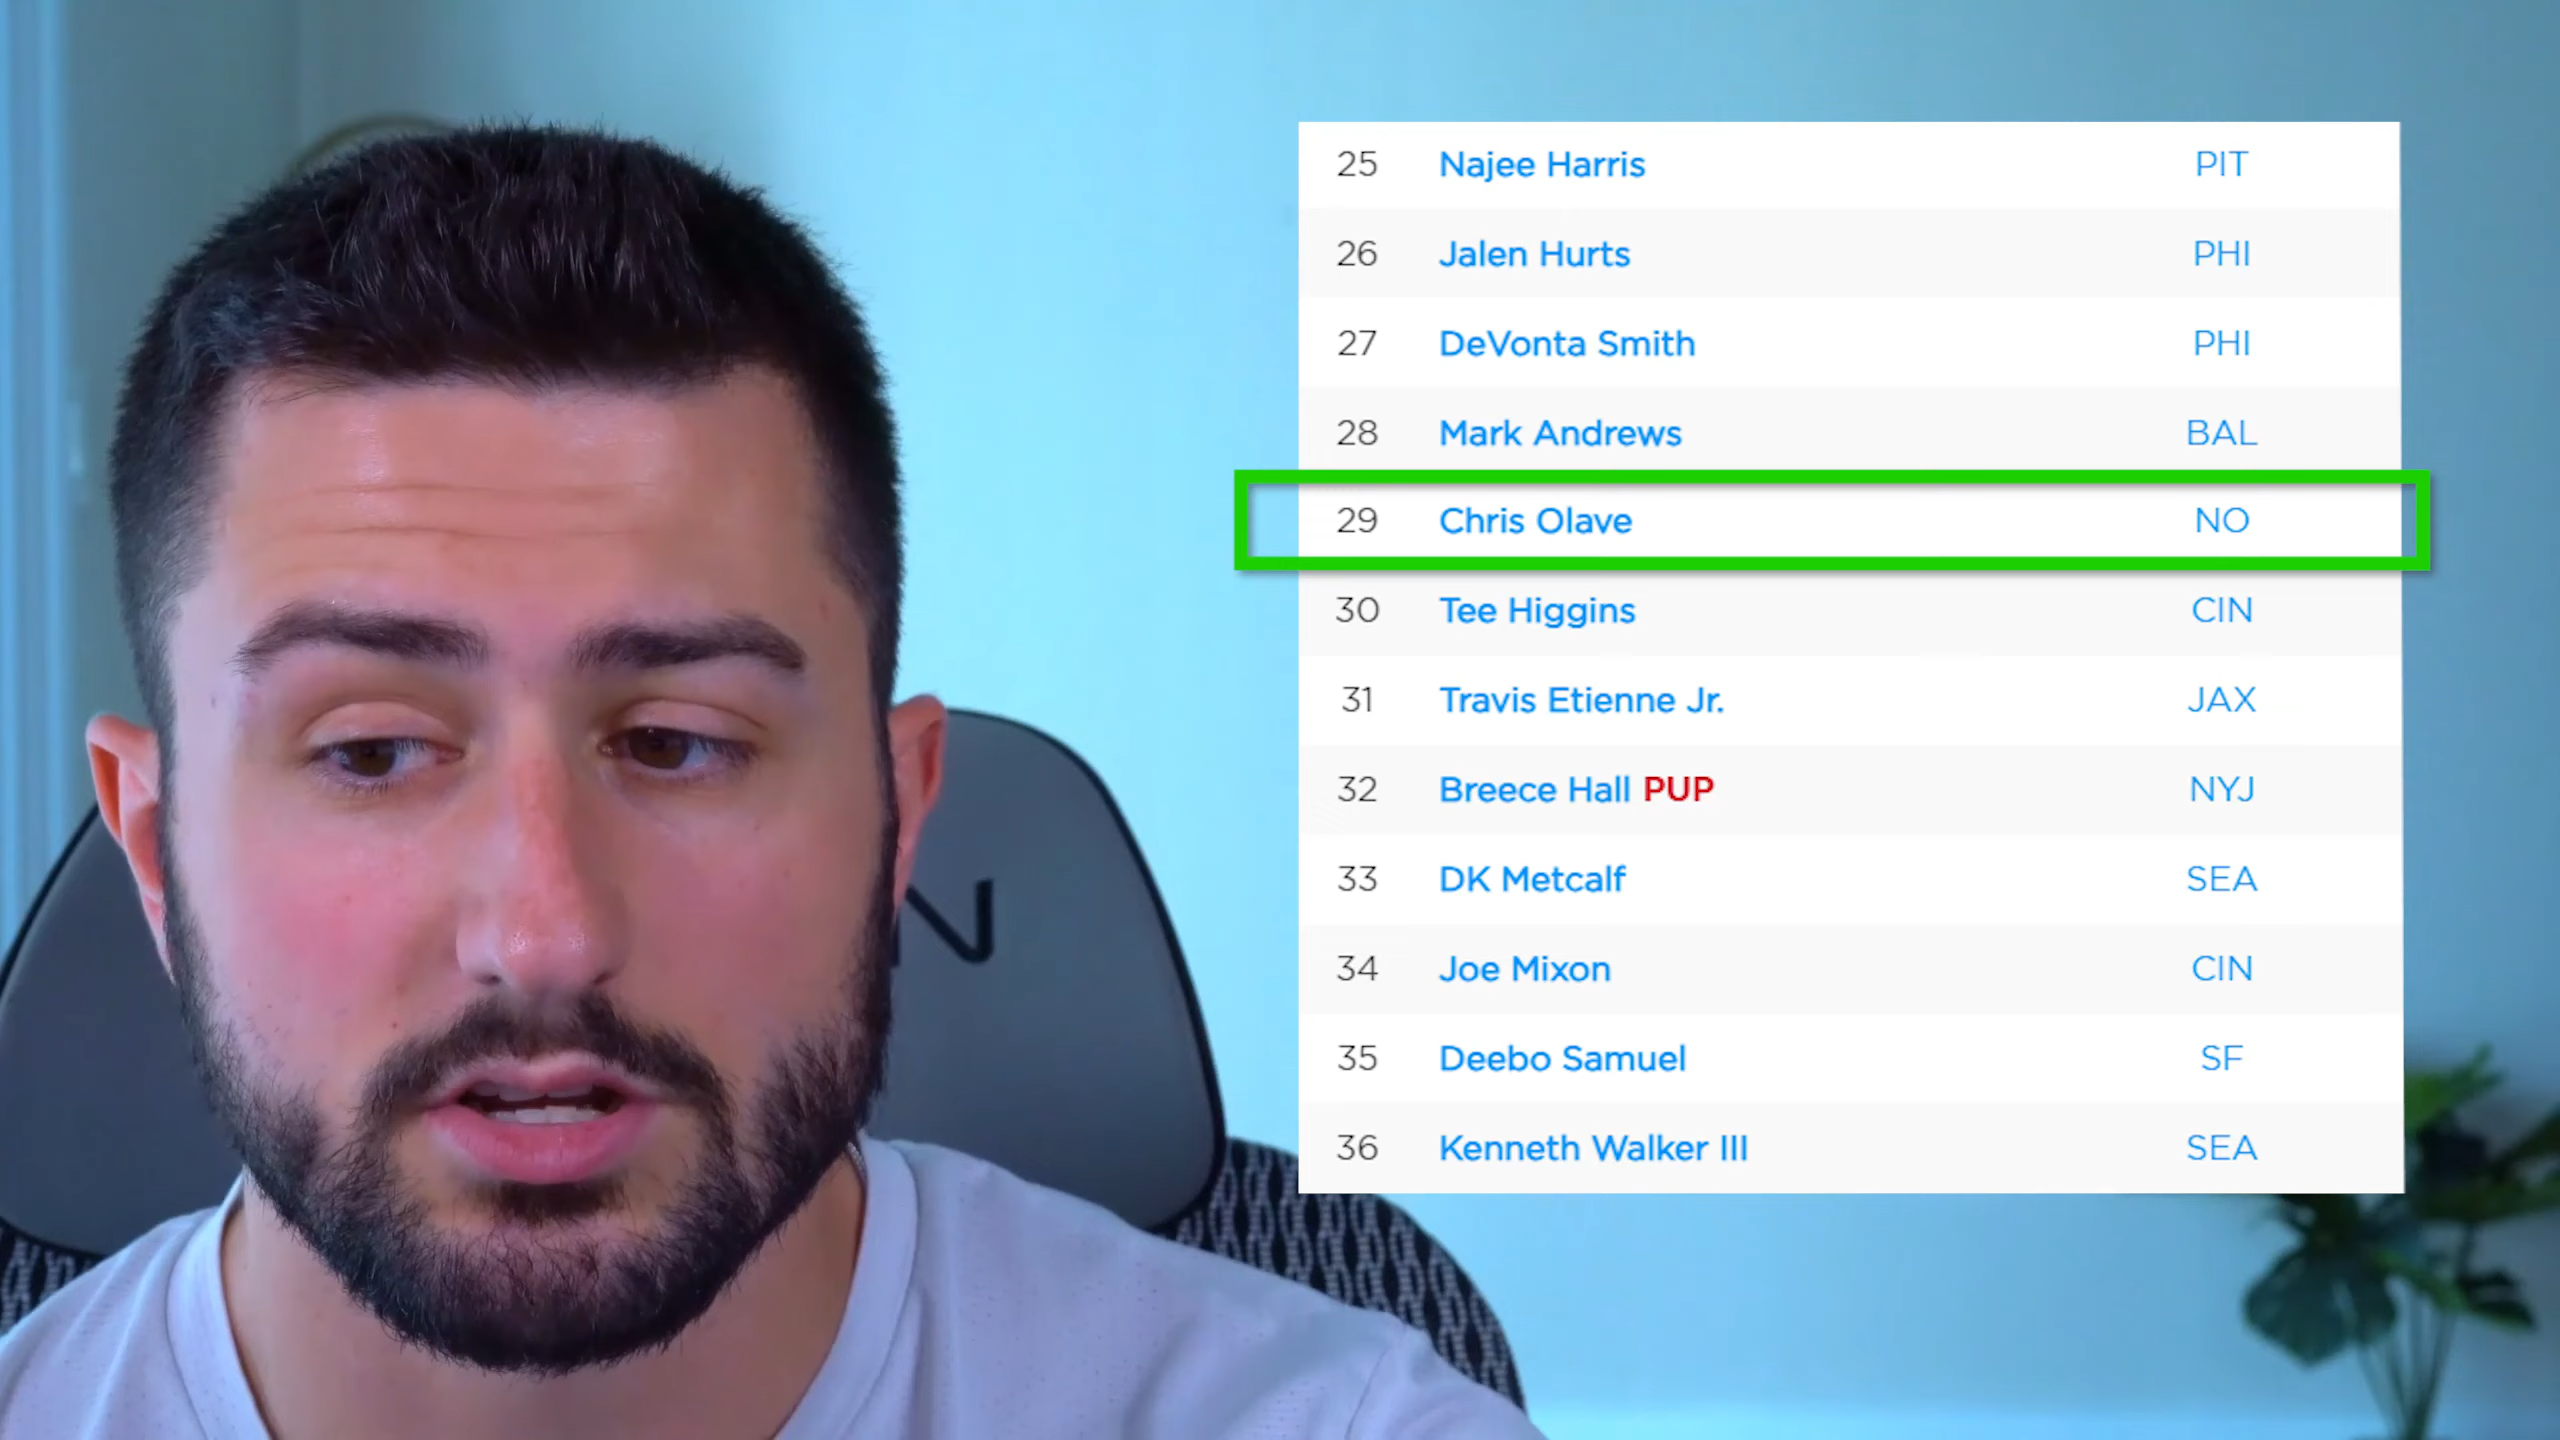 25 Najee Harris PIT
26 Jalen Hurts PHI
27 DeVonta Smith PHI
28 Mark Andrews BAL
29 Chris Olave NO
30 Tee Higgins CIN
31 Travis Etienne Jr. JAX
32 Breece Hall PUP NYJ
33 DK Metcalf SEA
34 Joe Mixon CIN
35 Deebo Samuel SF
36 Kenneth Walker III SEA